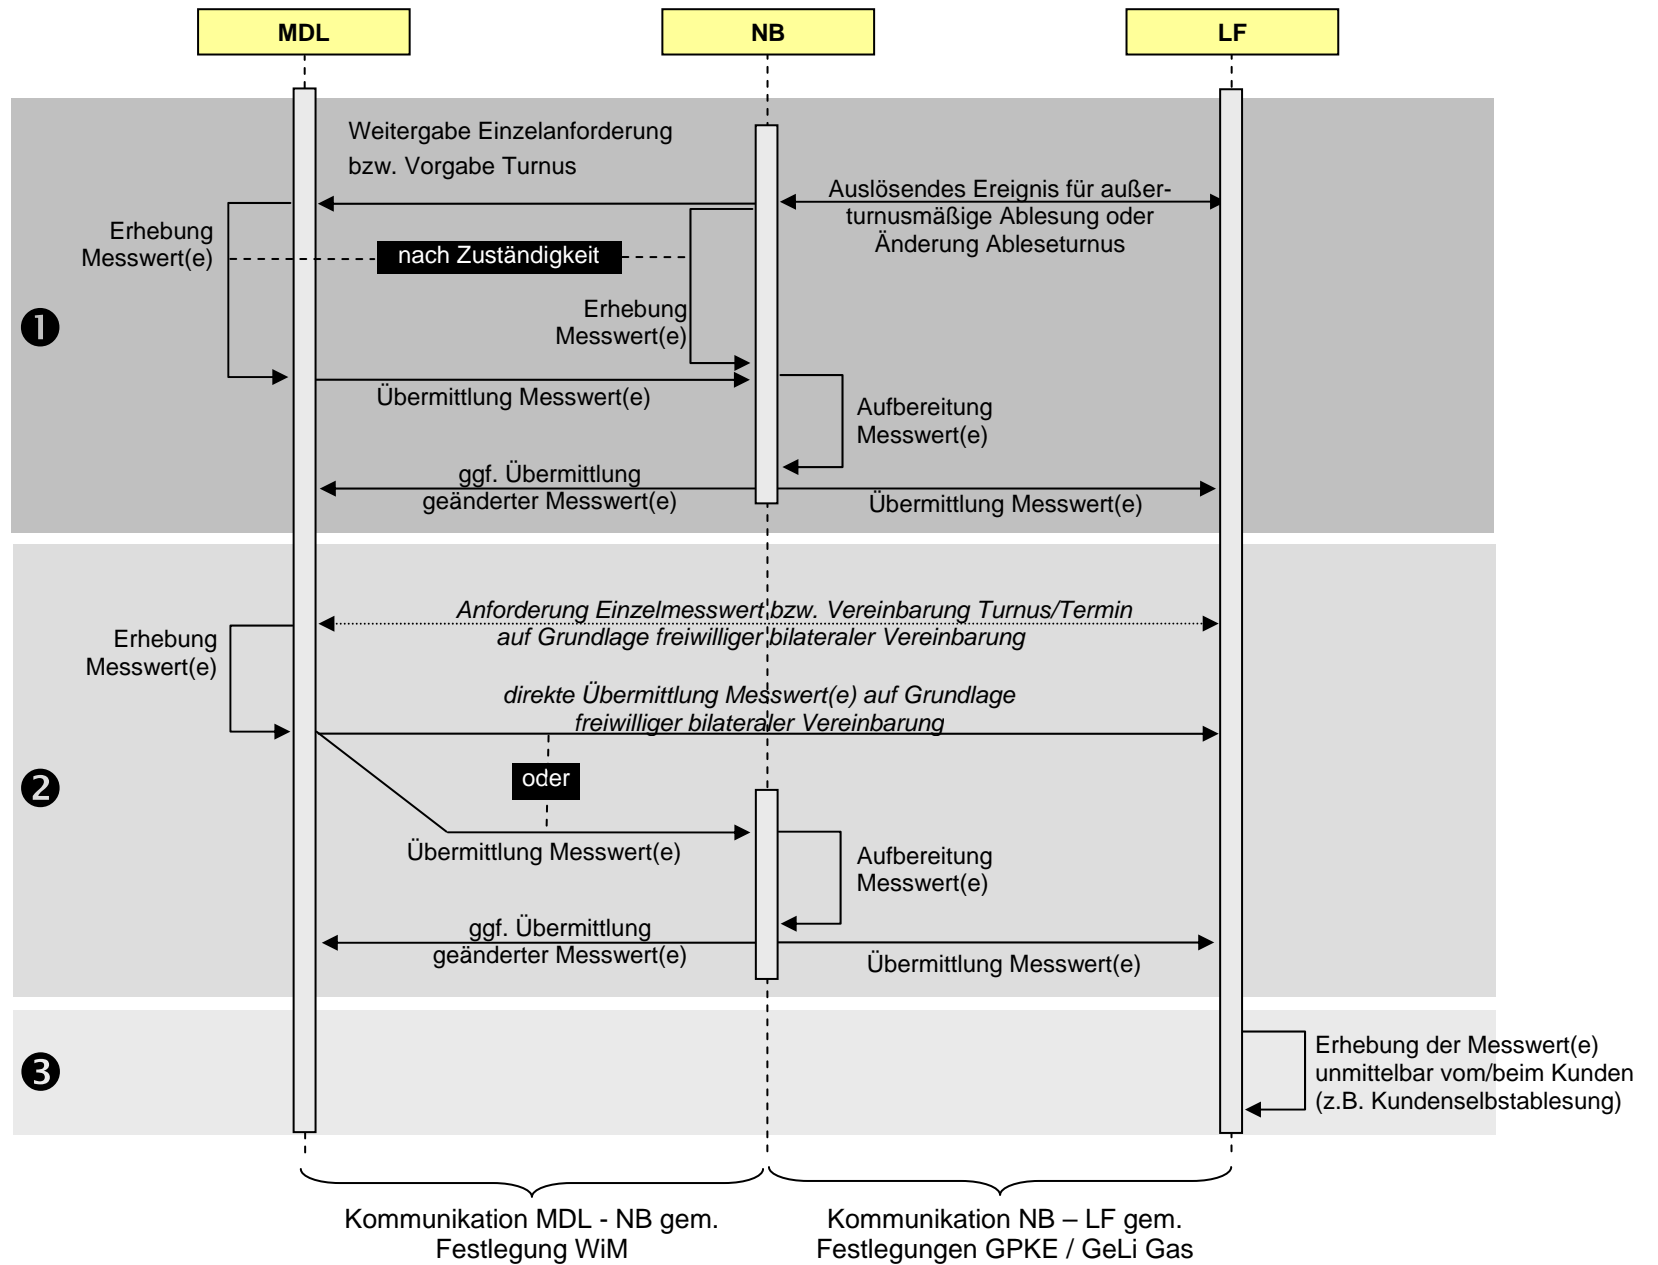 MDL
NB
LF
Weitergabe Einzelanforderung
bzw. Vorgabe Turnus
Auslösendes Ereignis für außer-
turnusmäßige Ablesung oder
Änderung Ableseturnus
Erhebung
Messwert(e)
nach Zuständigkeit
Erhebung
Messwert(e)
❶
Übermittlung Messwert(e)
Aufbereitung
Messwert(e)
ggf. Übermittlung
geänderter Messwert(e)
Übermittlung Messwert(e)
Anforderung Einzelmesswert bzw. Vereinbarung Turnus/Termin
auf Grundlage freiwilliger bilateraler Vereinbarung
Erhebung
Messwert(e)
direkte Übermittlung Messwert(e) auf Grundlage
freiwilliger bilateraler Vereinbarung
❷
oder
Übermittlung Messwert(e)
Aufbereitung
Messwert(e)
ggf. Übermittlung
geänderter Messwert(e)
Übermittlung Messwert(e)
❸
Erhebung der Messwert(e)
unmittelbar vom/beim Kunden
(z.B. Kundenselbstablesung)
Kommunikation MDL - NB gem.
Festlegung WiM
Kommunikation NB – LF gem.
Festlegungen GPKE / GeLi Gas